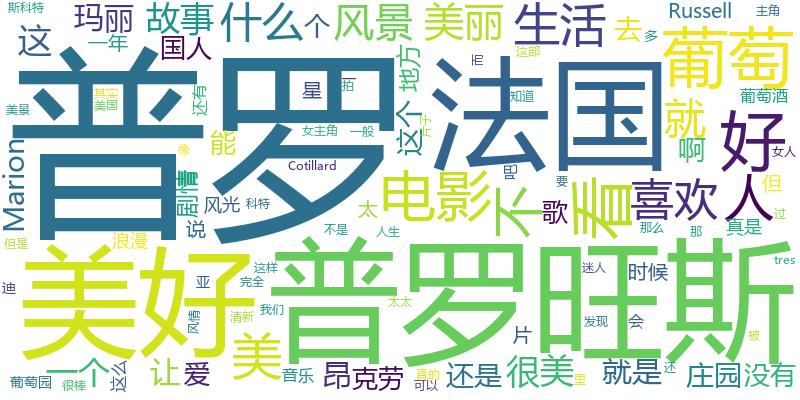 斯科特
玛丽
故事
什么
个
风景
美丽
生活
去
多
Russell
主角
这
一年
国人
还有
星
一
拍
地方
而
这部
葡萄
美景
其实
美国
普罗
法国
知道
葡萄酒
女主角
一般
这个
片子
就
好
啊
女人
Marion
像
能
Cotillard
吧
剧情
风光
科特
太
电影
不
歌
看
要
喜欢
人
但
过
但是
浪漫
说
不是
人生
那么
那
真是
迪
美好
亚
这样
完全
普罗旺斯
迷人
时候
tres
风情
清新
我们
太太
发现
会
被
片
葡萄园
一个
很棒
这么
让
爱
美
音乐
昂
克劳
真的
可以
还是
很美
里
就是
还
庄园
没有